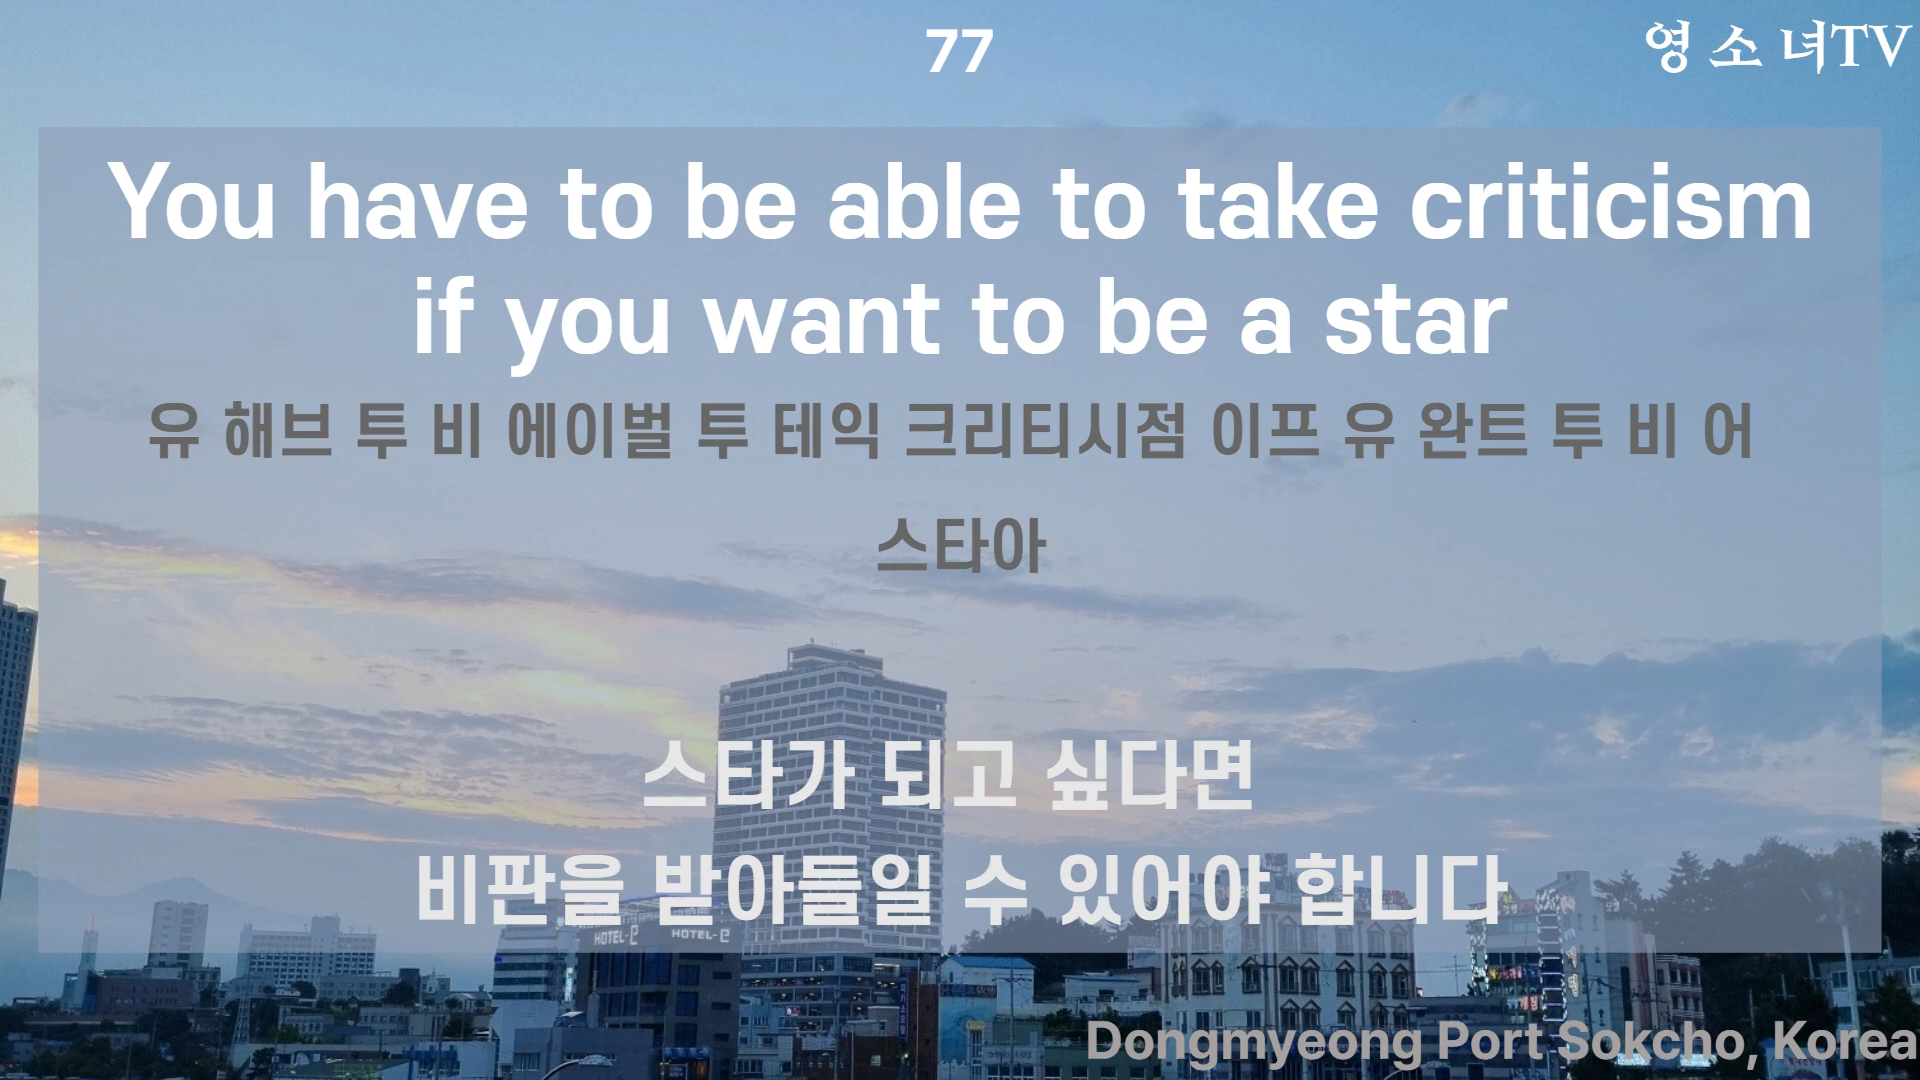 77
영 소 녀TV
You have to be able to take criticism
if you want to be a star
유 해브 투 비 에이벌 투 테익 크리티시점 이프 유 완트 투 비 어
스타아
스타가 되고 싶다면
비판을 받아들일 수 있어야 합니다
HOTEL-e HOTEL-e
Dongmyeong Port Sokcho, Korea